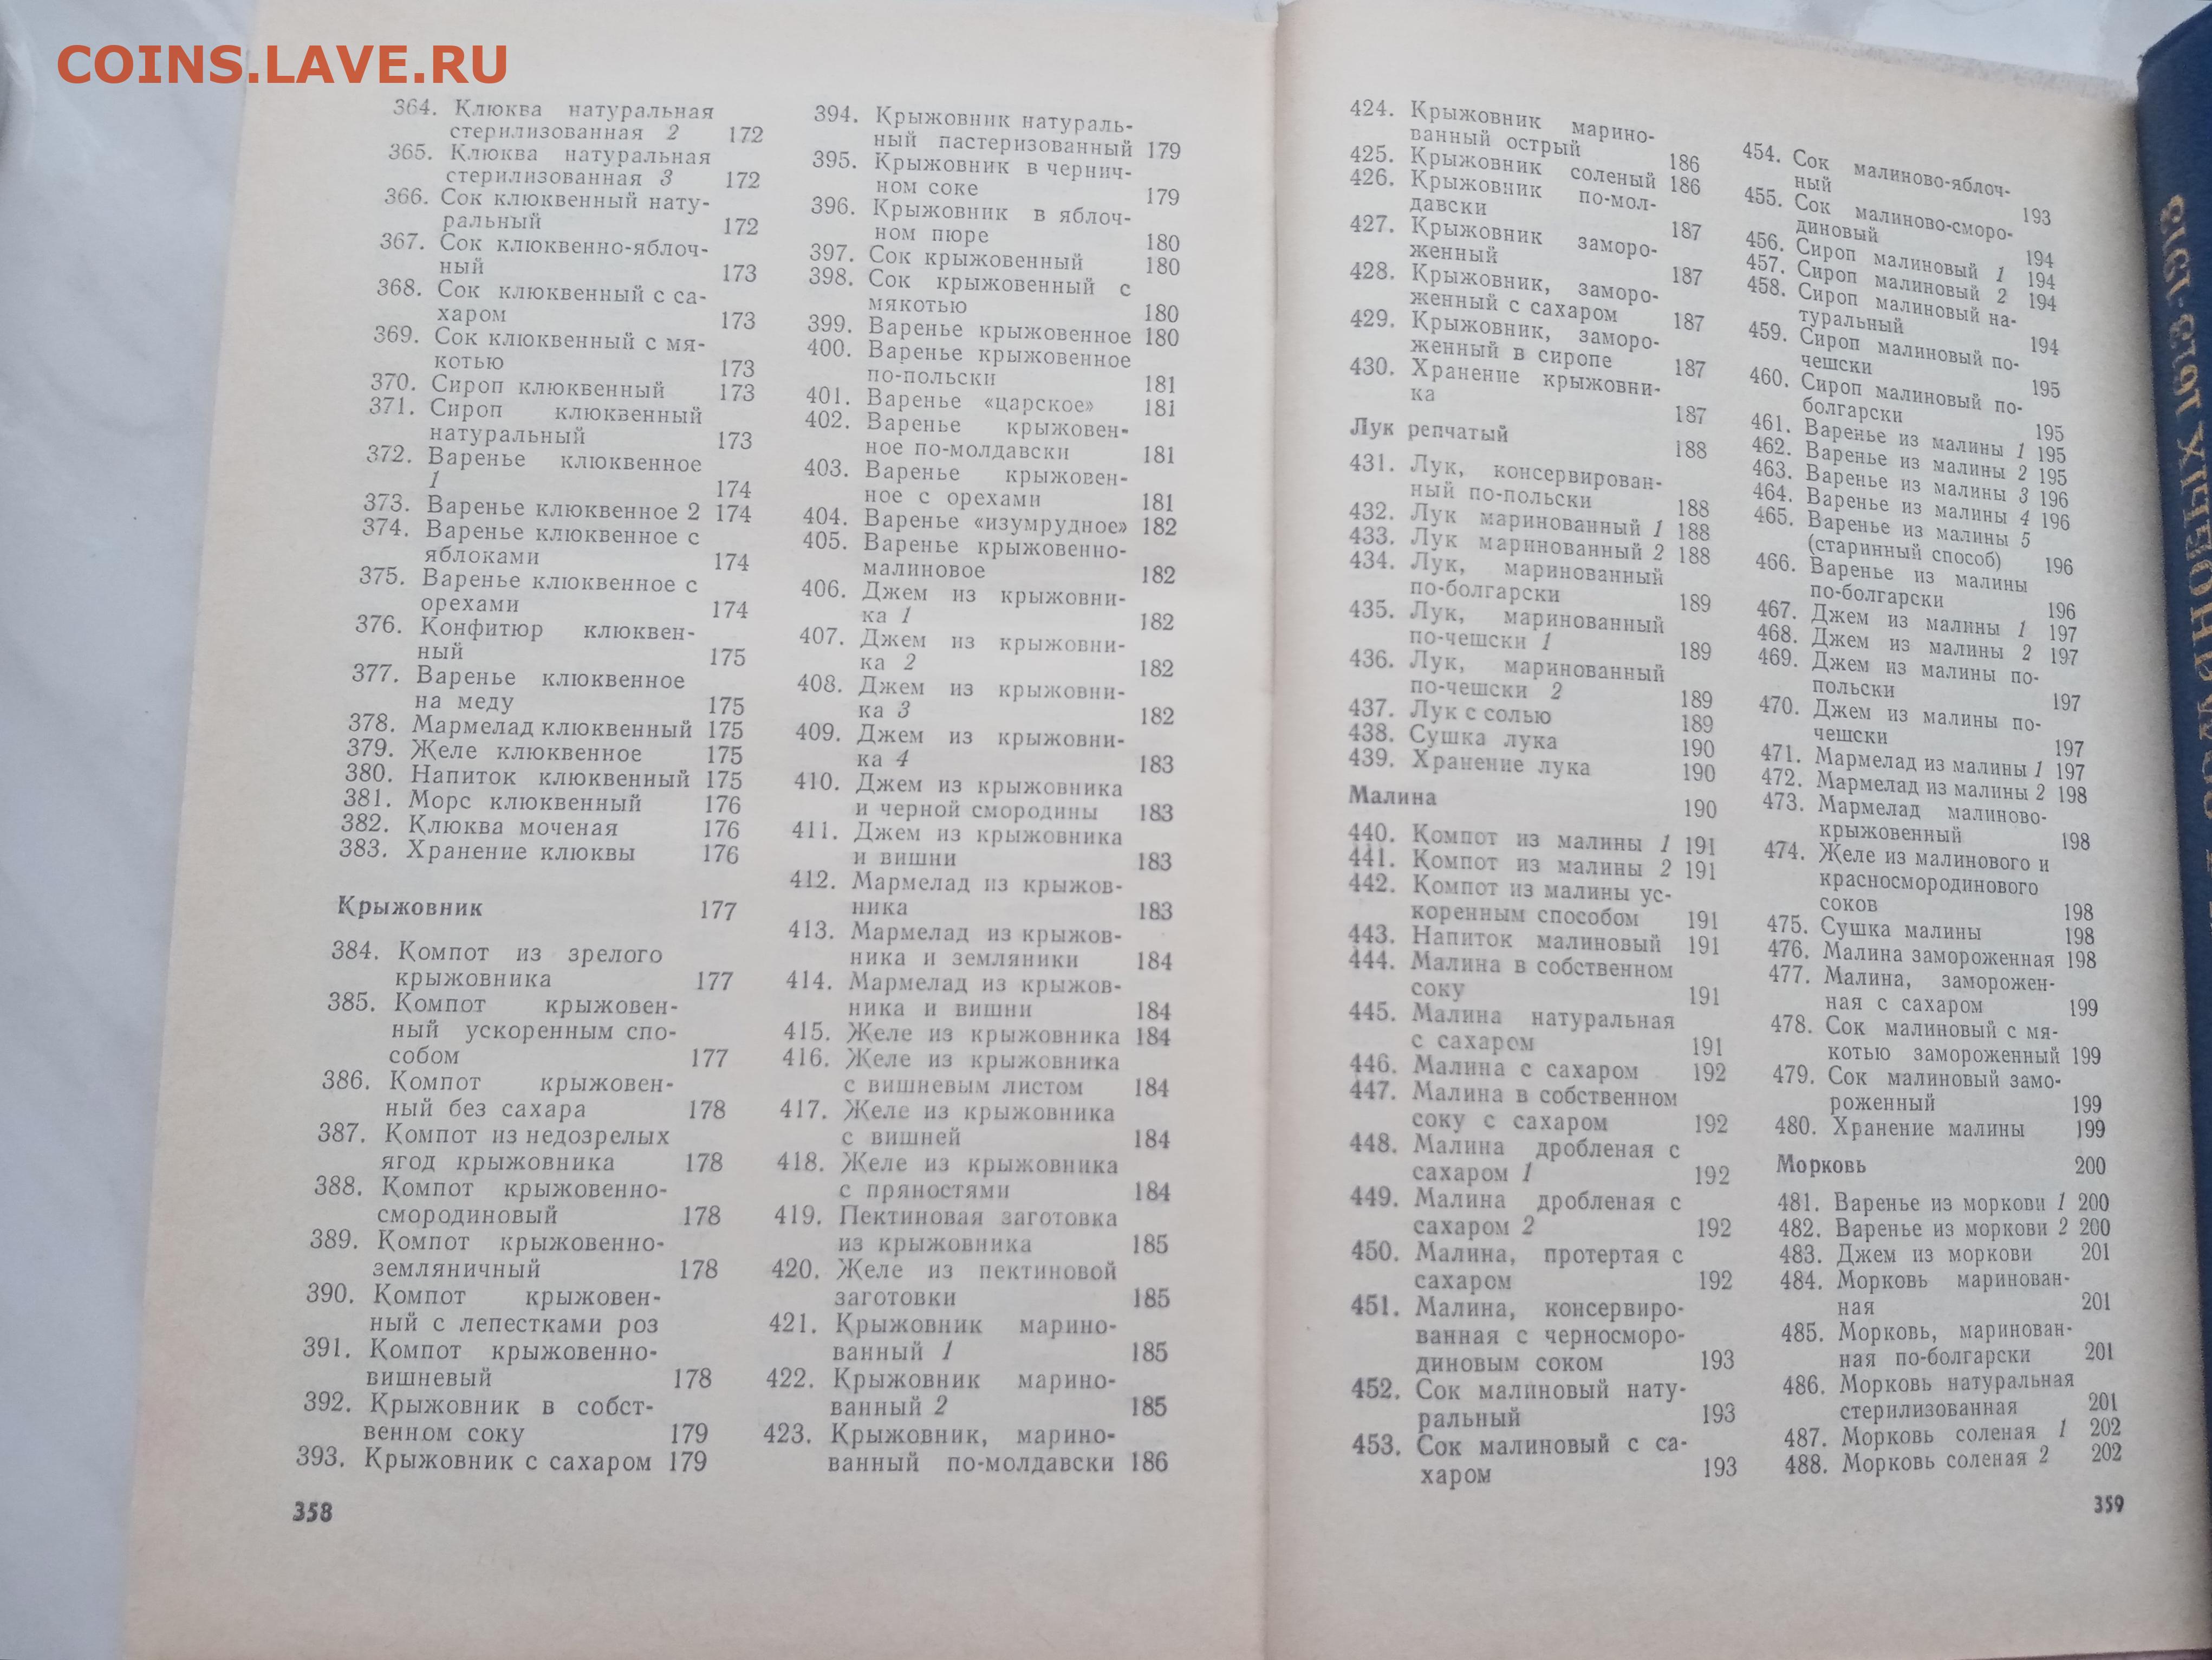 COINS.LAVE.RU
364. Клюква натуральная
стерилизованная 2 172
365. Клюква натуральная
стерилизованная 3 172
366. Сок клюквенный нату-
ральный 172
367. Сок клюквенно-яблоч-
ный 173
368. Сок клюквенный с са-
харом 173
369. Сок клюквенный с мя-
котью 173
370. Сироп клюквенный 173
371. Сироп клюквенный
натуральный 173
372. Варенье клюквенное
1 174
373. Варенье клюквенное 2 174
374. Варенье клюквенное с
яблоками 174
375. Варенье клюквенное с
орехами 174
376. Конфитюр клюквен-
ный 175
377. Варенье клюквенное
на меду 175
378. Мармелад клюквенный 175
379. Желе клюквенное 175
380. Напиток клюквенный 175
381. Морс клюквенный 176
382. Клюква моченая 176
383. Хранение клюквы 176
Крыжовник 177
384. Компот из зрелого
крыжовника 177
385. Компот крыжовен-
ный ускоренным спо-
собом 177
386. Компот крыжовен-
ный без сахара 178
387. Компот из недозрелых
ягод крыжовника 178
388. Компот крыжовенно-
смородиновый 178
389. Компот крыжовенно-
земляничный 178
390. Компот крыжовен-
ный с лепестками роз
391. Компот крыжовенно-
вишневый 178
392. Крыжовник в собст-
венном соку 179
393. Крыжовник с сахаром 179
358
394. Крыжовник натураль-
ный пастеризованный 179
395. Крыжовник в чернич-
ном соке 179
396. Крыжовник в яблоч-
ном пюре 180
397. Сок крыжовенный 180
398. Сок крыжовенный с
мякотью 180
399. Варенье крыжовенное 180
400. Варенье крыжовенное
по-польски 181
401. Варенье «царское» 181
402. Варенье крыжовен-
ное по-молдавски 181
403. Варенье крыжовен-
ное с орехами 181
404. Варенье «изумрудное» 182
405. Варенье крыжовенно-
малиновое 182
406. Джем из крыжовни-
ка 1 182
407. Джем из крыжовни-
ка 2 182
408. Джем из крыжовни-
ка 3 182
409. Джем из крыжовни-
ка 4 183
410. Джем из крыжовника
и черной смородины 183
411. Джем из крыжовника
и вишни 183
412. Мармелад из крыжов-
ника 183
413. Мармелад из крыжов-
ника и земляники 184
414. Мармелад из крыжов-
ника и вишни 184
415. Желе из крыжовника 184
416. Желе из крыжовника
с вишневым листом 184
417. Желе из крыжовника
с вишней 184
418. Желе из крыжовника
с пряностями 184
419. Пектиновая заготовка
из крыжовника 185
420. Желе из пектиновой
заготовки 185
421. Крыжовник марино-
ванный 1 185
422. Крыжовник марино-
ванный 2 185
423. Крыжовник, марино-
ванный по-молдавски 186
424. Крыжовник марино-
ванный острый 186
425. Крыжовник соленый 186
426. Крыжовник по-мол-
давски 187
427. Крыжовник заморо-
женный 187
428. Крыжовник, заморо-
женный с сахаром 187
429. Крыжовник, заморо-
женный в сиропе 187
430. Хранение крыжовни-
ка 187
Лук репчатый 188
431. Лук, консервирован-
ный по-польски 188
432. Лук маринованный 1 188
433. Лук маринованный 2 188
434. Лук, маринованный
по-болгарски 189
435. Лук, маринованный
по-чешски 1 189
436. Лук, маринованный
по-чешски 2 189
437. Лук с солью 189
438. Сушка лука 190
439. Хранение лука 190
Малина 190
440. Компот из малины 1 191
441. Компот из малины 2 191
442. Компот из малины ус-
коренным способом 191
443. Напиток малиновый 191
444. Малина в собственном
соку 191
445. Малина натуральная
с сахаром 191
446. Малина с сахаром 192
447. Малина в собственном
соку с сахаром 192
448. Малина дробленая с
сахаром 1 192
449. Малина дробленая с
сахаром 2 192
450. Малина, протертая с
сахаром 192
451. Малина, консервиро-
ванная с черносморо-
диновым соком 193
452. Сок малиновый нату-
ральный 193
453. Сок малиновый с са-
харом 193
454. Сок малиново-яблоч-
ный 193
455. Сок малиново-сморо-
диновый 194
456. Сироп малиновый 1 194
457. Сироп малиновый 2 194
458. Сироп малиновый на-
туральный 194
459. Сироп малиновый по-
чешски 195
460. Сироп малиновый по-
болгарски 195
461. Варенье из малины 1 195
462. Варенье из малины 2 195
463. Варенье из малины 3 196
464. Варенье из малины 4 196
465. Варенье из малины 5
(старинный способ) 196
466. Варенье из малины
по-болгарски 196
467. Джем из малины 1 197
468. Джем из малины 2 197
469. Джем из малины по-
польски 197
470. Джем из малины по-
чешски 197
471. Мармелад из малины 1 197
472. Мармелад из малины 2 198
473. Мармелад малиново-
крыжовенный 198
474. Желе из малинового и
красносмородинового
соков 198
475. Сушка малины 198
476. Малина замороженная 198
477. Малина, заморожен-
ная с сахаром 199
478. Сок малиновый с мя-
котью замороженный 199
479. Сок малиновый замо-
роженный 199
480. Хранение малины 199
Морковь 200
481. Варенье из моркови 1 200
482. Варенье из моркови 2 200
483. Джем из моркови 201
484. Морковь маринован-
ная 201
485. Морковь, маринован-
ная по-болгарски 201
486. Морковь натуральная
стерилизованная 201
487. Морковь соленая 1 202
488. Морковь соленая 2 202
359